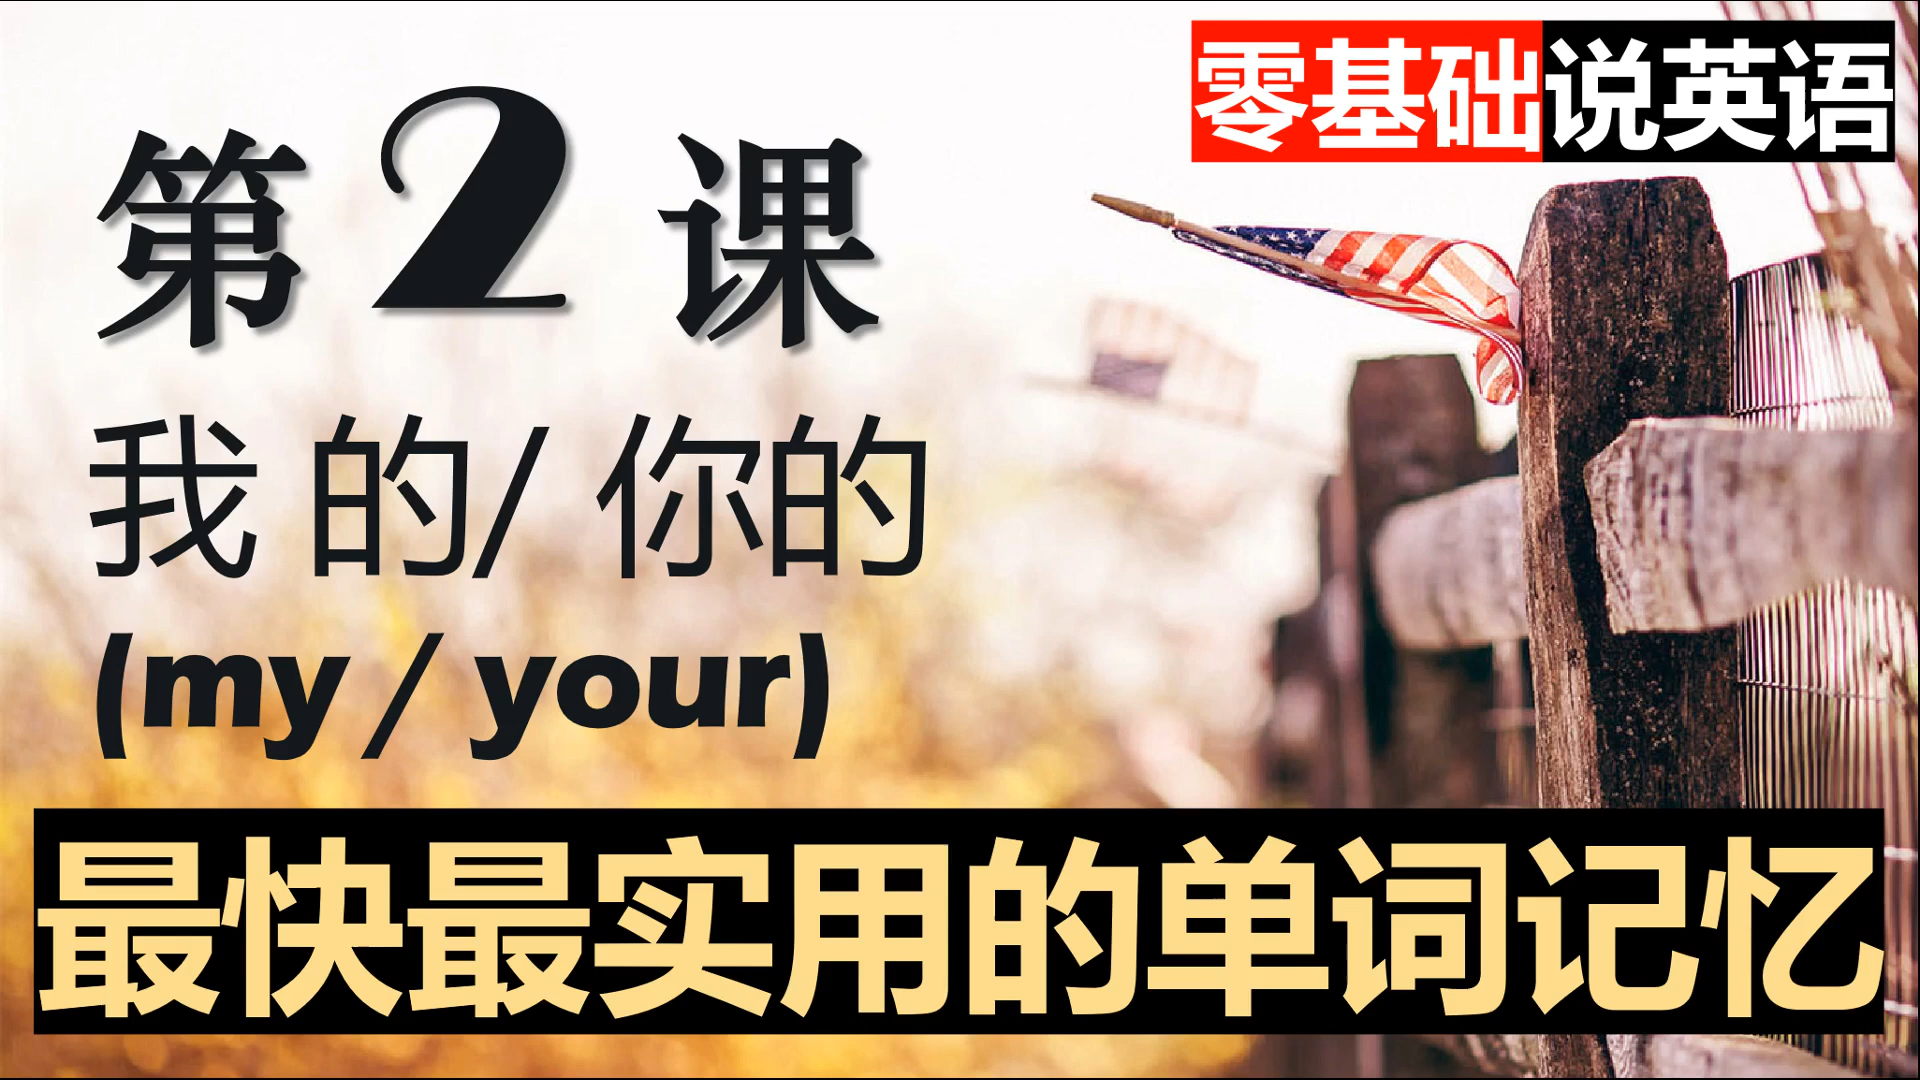 零基础说英语
第2课
我的/你的
(my / your)
最快最实用的单词记忆